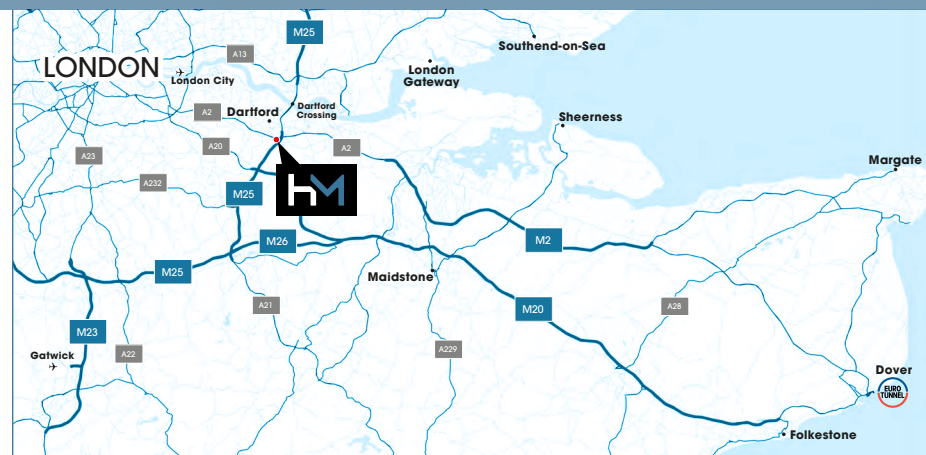 M25
A13
Southend-on-Sea
LONDON
London City
London
Gateway
Dartford
Crossing
A2
Dartford
Sheerness
A20
A2
A23
Margate
A232
M25
hM
M26
M2
M25
Maidstone
A21
M20
A28
M23
A229
A22
Gatwick
Dover
EURO
TUNNEL
Folkestone